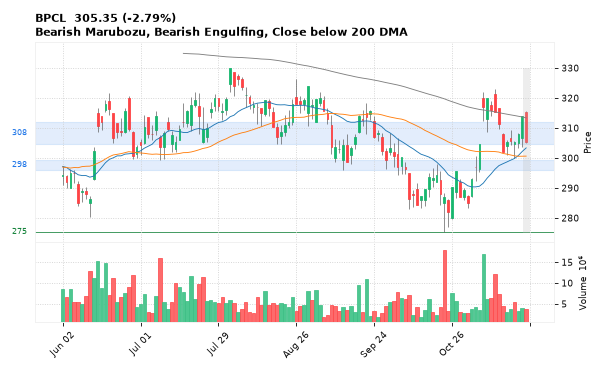 BPCL 305.35 (-2.79%)
Bearish Marubozu, Bearish Engulfing, Close below 200 DMA
330
320
310
308
300
298
290
280
275
Price
15
10
5
Volume 10⁶
Jun 02
Jul 01
Jul 29
Aug 26
Sep 24
Oct 26